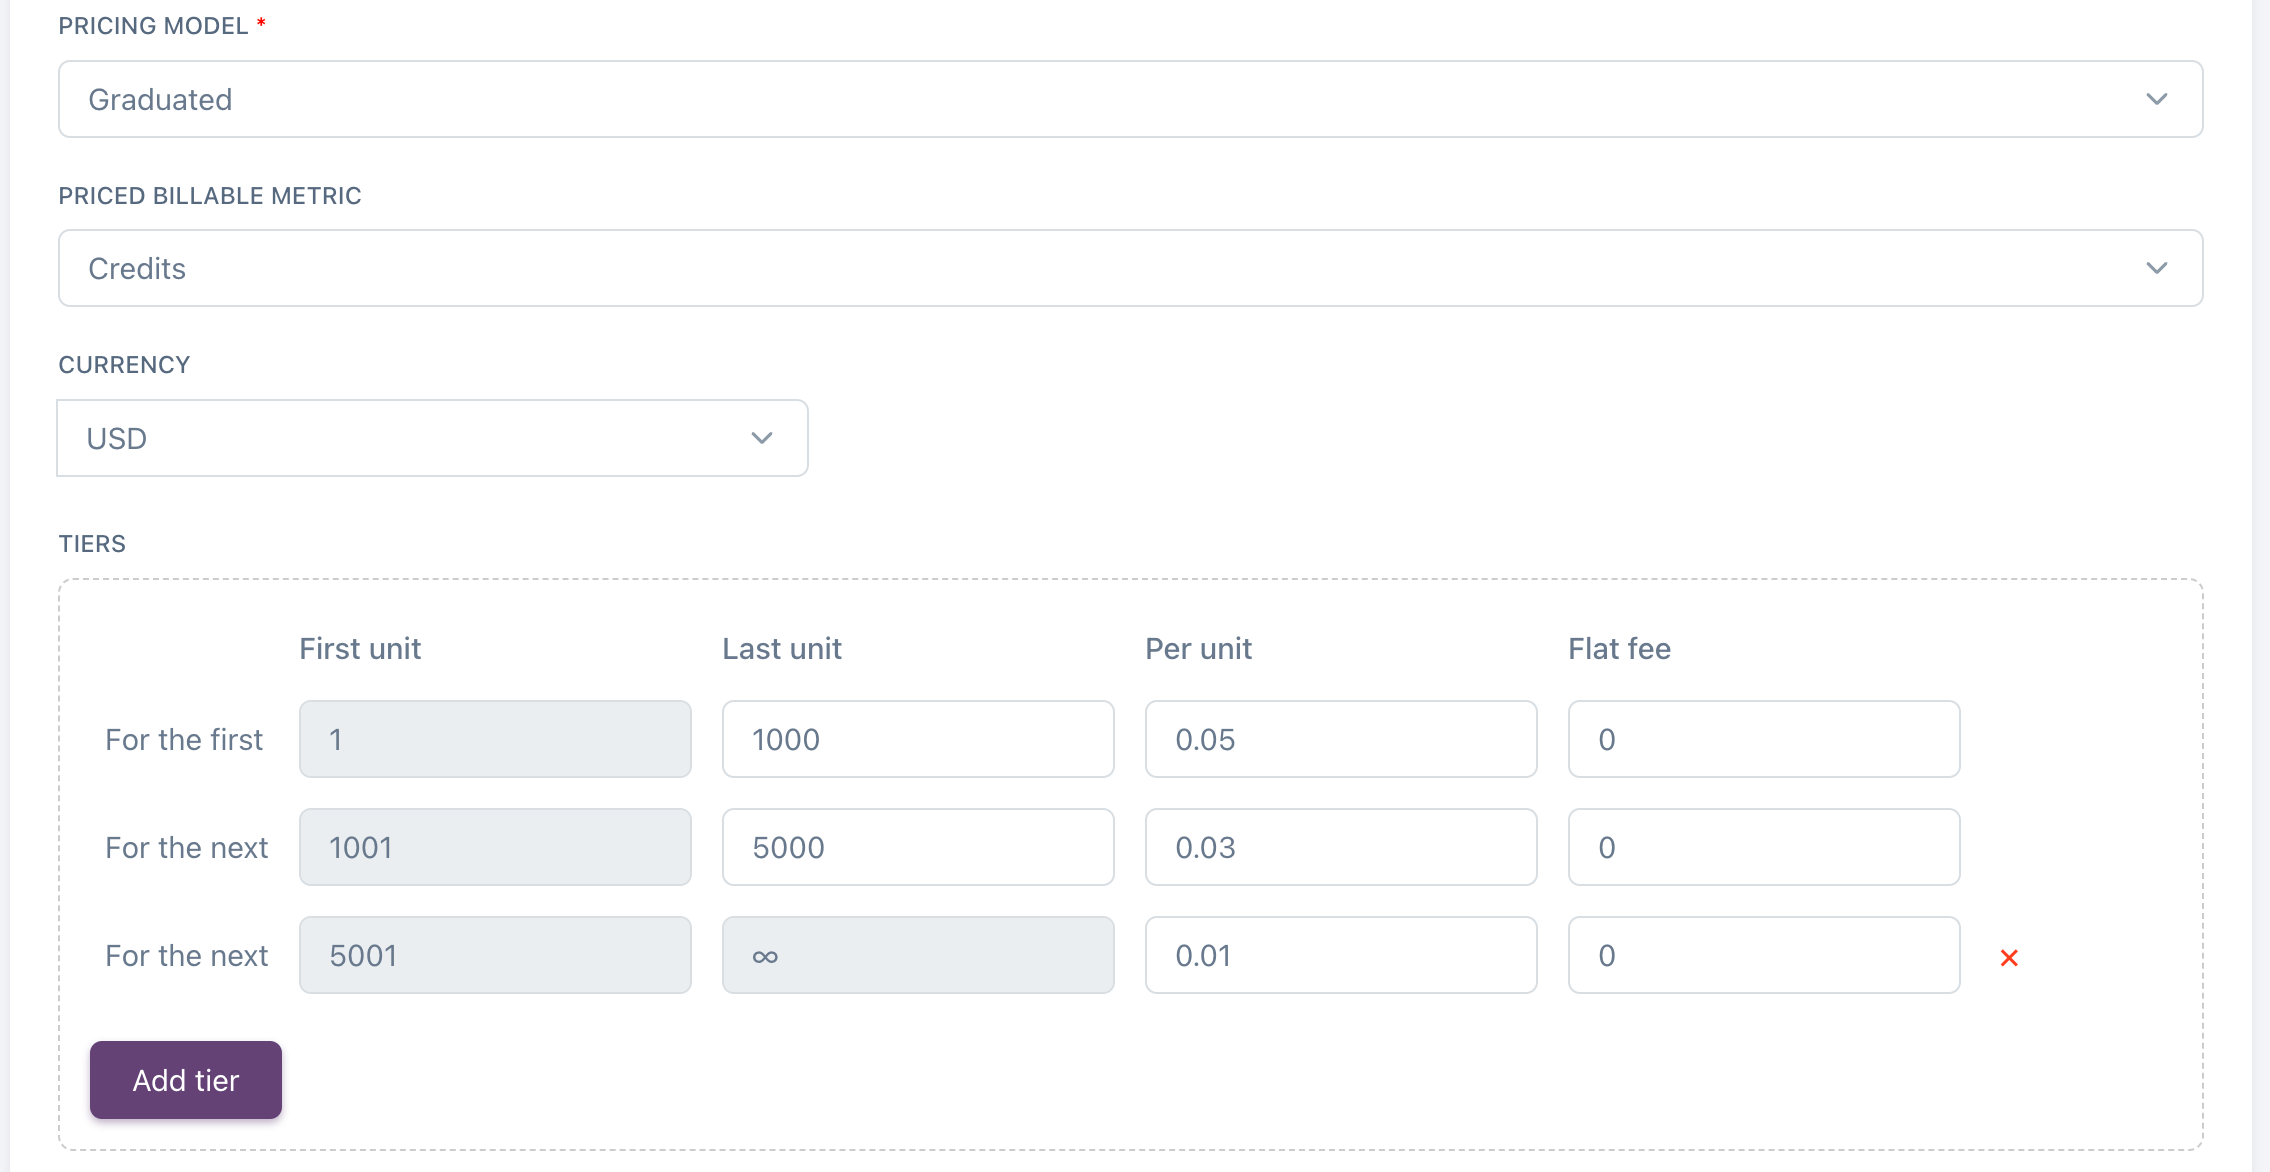 PRICING MODEL *
Graduated
PRICED BILLABLE METRIC
Credits
CURRENCY
USD
TIERS
First unit Last unit Per unit Flat fee
For the first 1 1000 0.05 0
For the next 1001 5000 0.03 0
For the next 5001 ∞ 0.01 0
Add tier